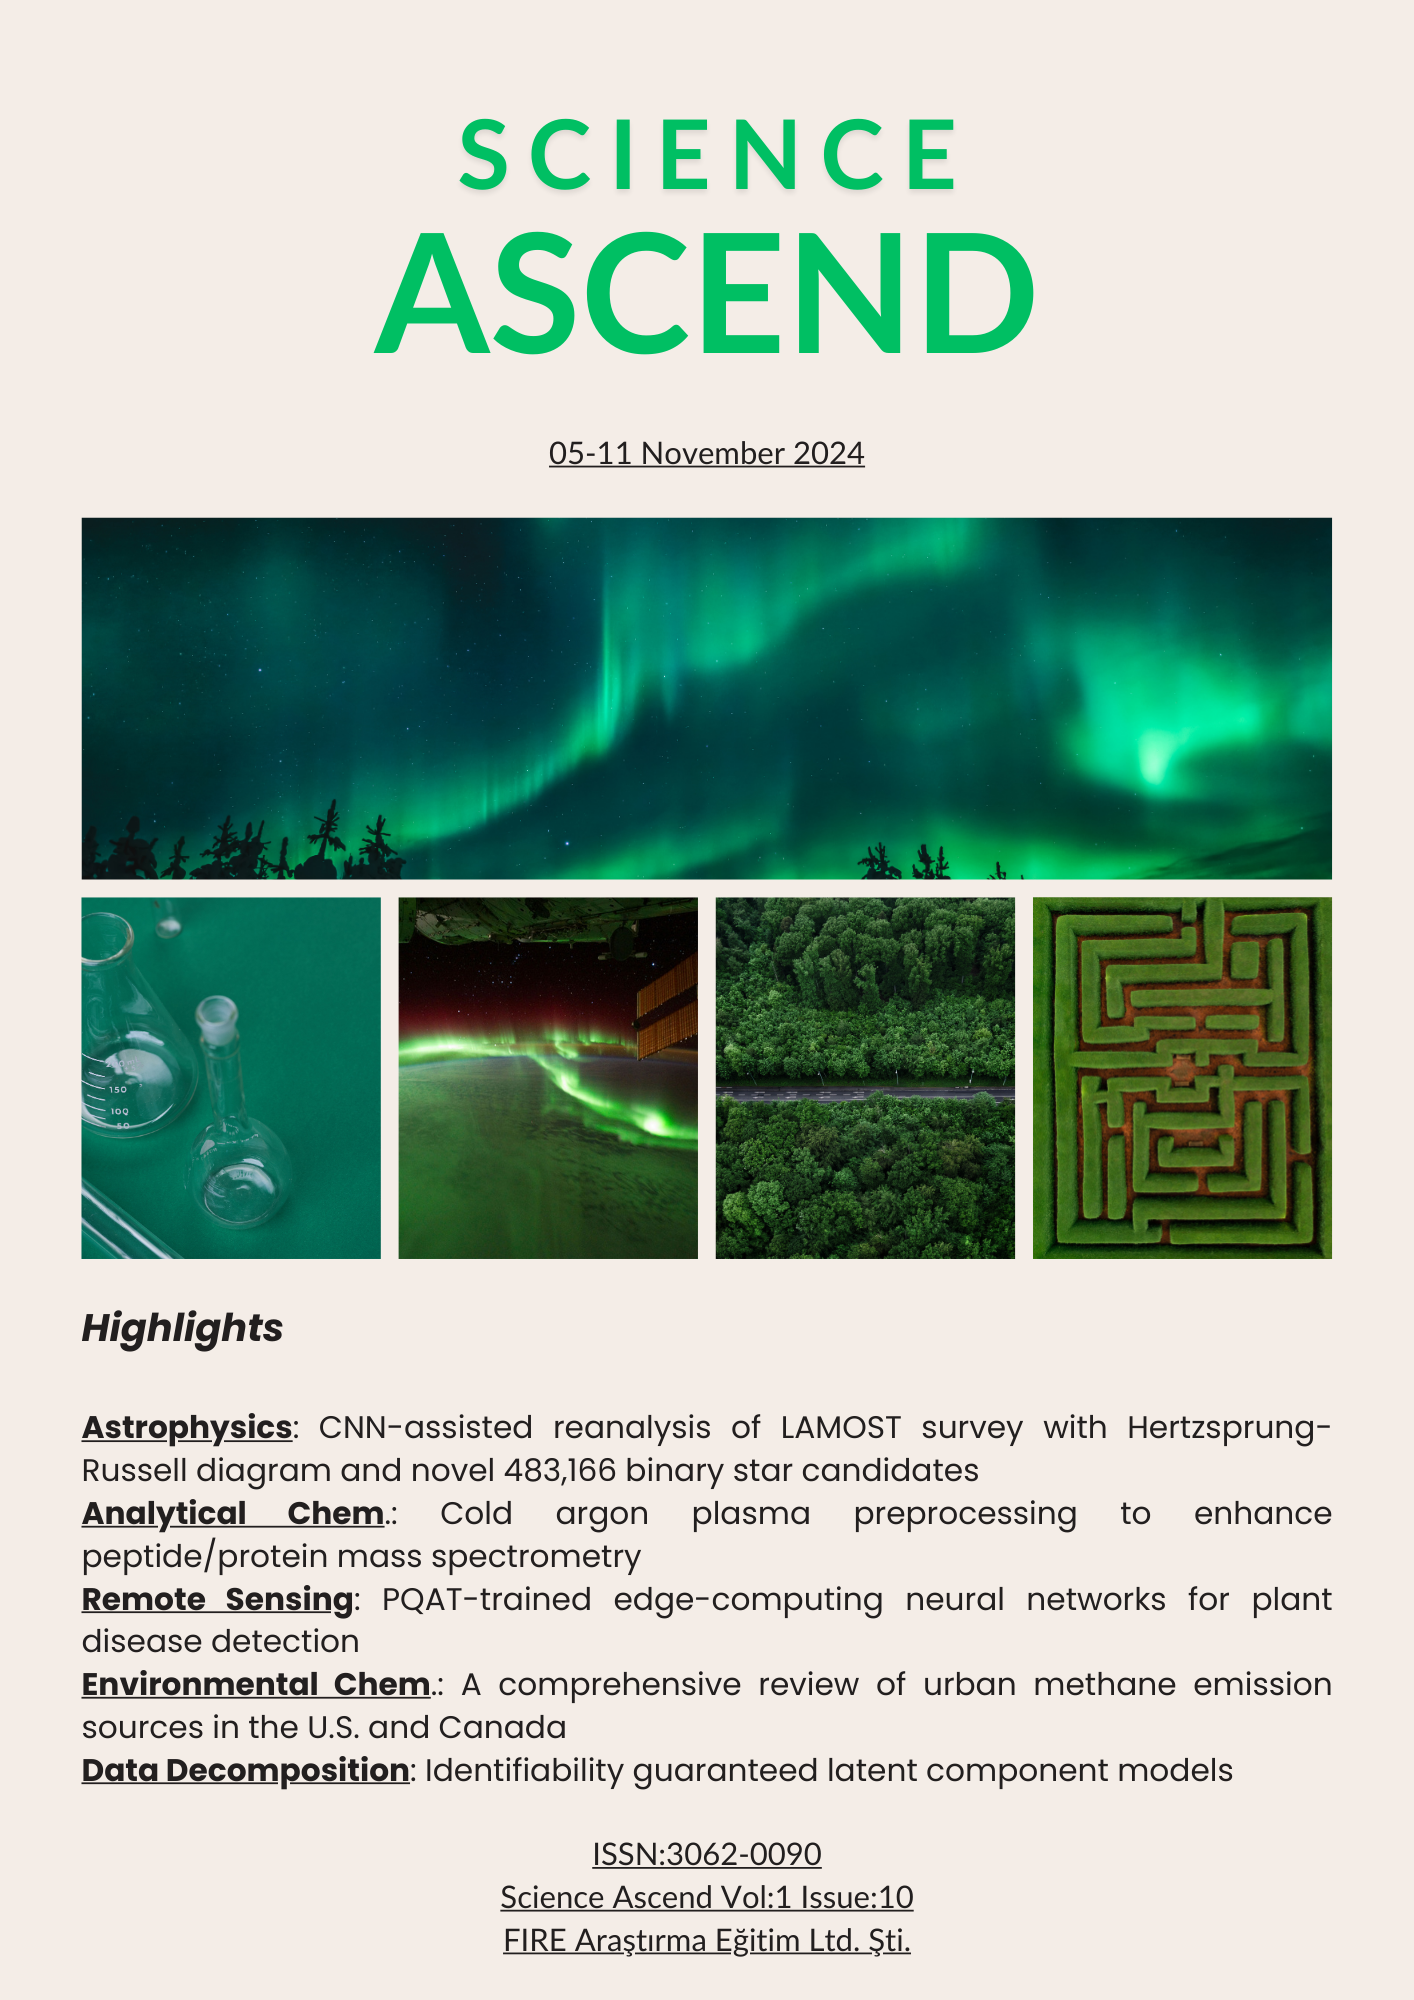 SCIENCE
ASCEND
05-11 November 2024
150
100
50
Highlights
Astrophysics: CNN-assisted reanalysis of LAMOST survey with Hertzsprung-
Russell diagram and novel 483,166 binary star candidates
Analytical Chem.: Cold argon plasma preprocessing to enhance
peptide/protein mass spectrometry
Remote Sensing: PQAT-trained edge-computing neural networks for plant
disease detection
Environmental Chem.: A comprehensive review of urban methane emission
sources in the U.S. and Canada
Data Decomposition: Identifiability guaranteed latent component models
ISSN:3062-0090
Science Ascend Vol:1 Issue:10
FIRE Araştırma Eğitim Ltd. Şti.